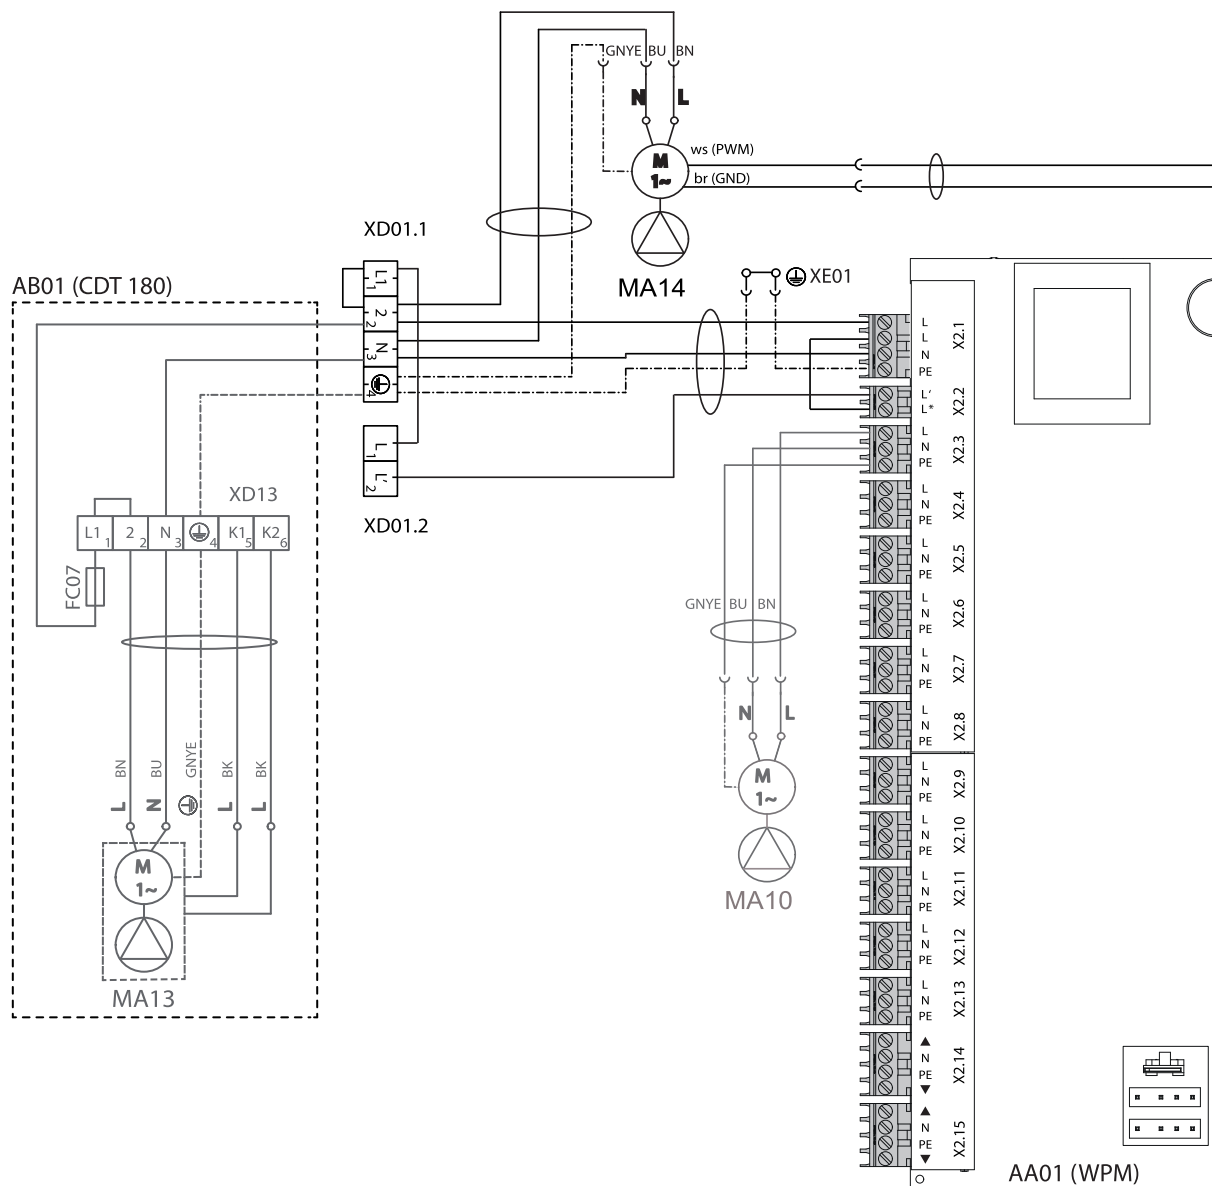 GNYE BU BN
N L
M
1~
ws (PWM)
br (GND)
MA14
XD01.1
L1 1
2 2
N 3
4
L 1
L' 2
XD01.2
XE01
AB01 (CDT 180)
XD13
L1 1 2 2 N 3 4 K1 5 K2 6
FC07
BN BU GNYE BK BK
L N L L
M
1~
MA13
GNYE BU BN
N L
M
1~
MA10
L
L
N
PE
X2.1
L'
L*
X2.2
L
N
PE
X2.3
L
N
PE
X2.4
L
N
PE
X2.5
L
N
PE
X2.6
L
N
PE
X2.7
L
N
PE
X2.8
L
N
PE
X2.9
L
N
PE
X2.10
L
N
PE
X2.11
L
N
PE
X2.12
L
N
PE
X2.13
▲
N
PE
▼
X2.14
▲
N
PE
▼
X2.15
AA01 (WPM)